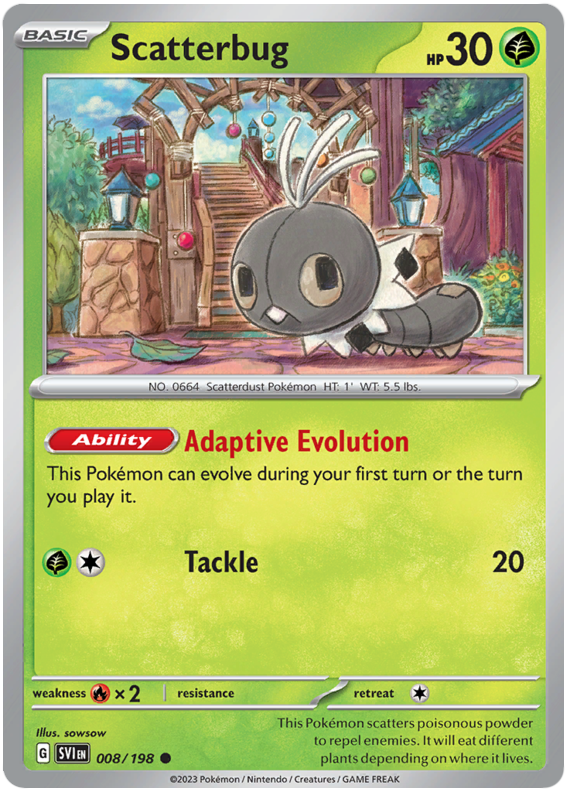 BASIC
Scatterbug
HP 30
NO. 0664 Scatterdust Pokémon HT: 1' WT: 5.5 lbs.
Ability Adaptive Evolution
This Pokémon can evolve during your first turn or the turn
you play it.
Tackle 20
weakness ×2 resistance retreat
Illus. sowsow
G SVI EN 008/198
This Pokémon scatters poisonous powder
to repel enemies. It will eat different
plants depending on where it lives.
©2023 Pokémon / Nintendo / Creatures / GAME FREAK